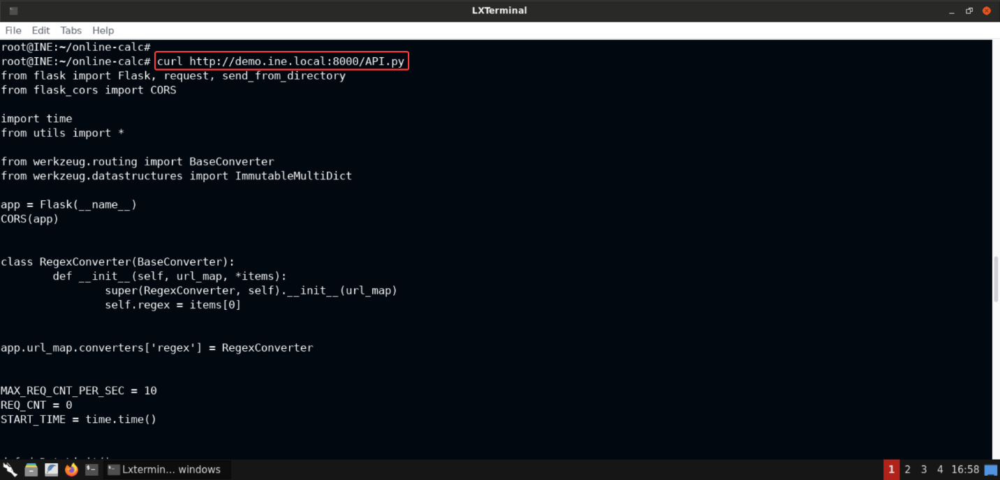 LXTerminal
File Edit Tabs Help
root@INE:~/online-calc#
root@INE:~/online-calc# curl http://demo.ine.local:8000/API.py
from flask import Flask, request, send_from_directory
from flask_cors import CORS
import time
from utils import *
from werkzeug.routing import BaseConverter
from werkzeug.datastructures import ImmutableMultiDict
app = Flask(__name__)
CORS(app)
class RegexConverter(BaseConverter):
        def __init__(self, url_map, *items):
                super(RegexConverter, self).__init__(url_map)
                self.regex = items[0]
app.url_map.converters['regex'] = RegexConverter
MAX_REQ_CNT_PER_SEC = 10
REQ_CNT = 0
START_TIME = time.time()
Lxtermin... windows 1 2 3 4 16:58